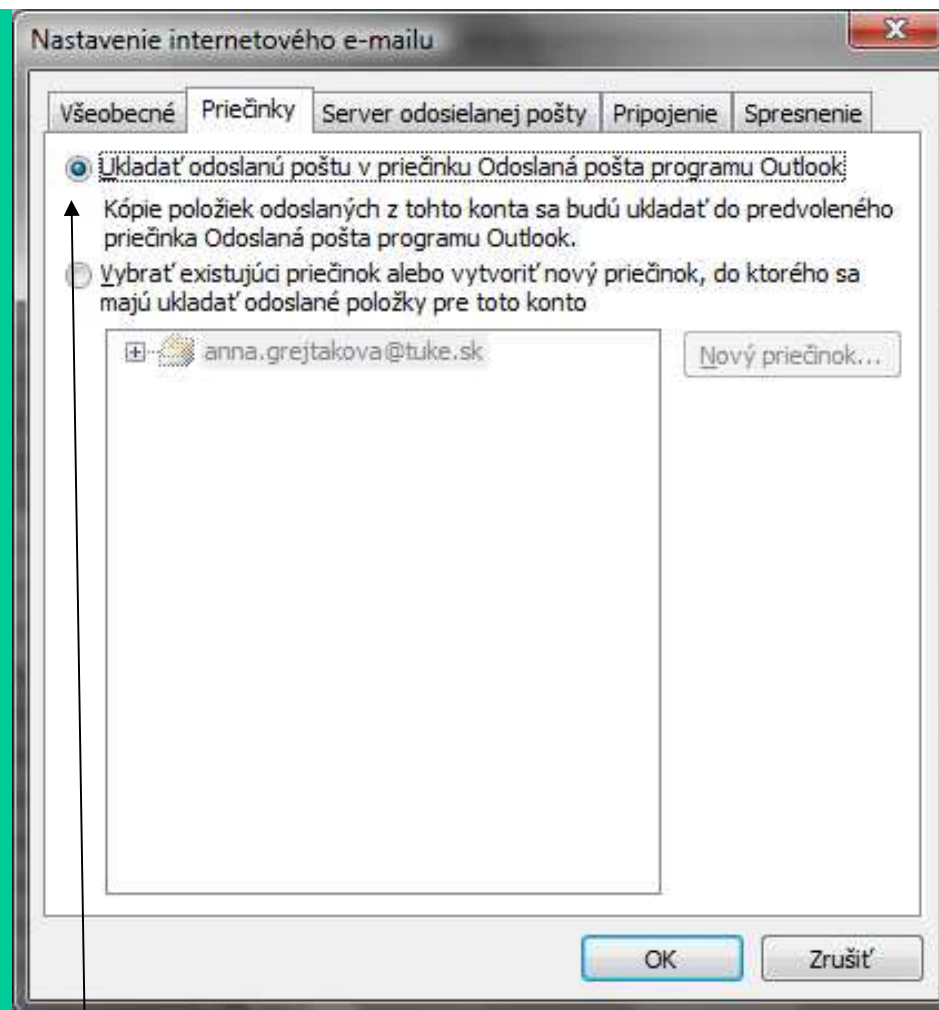 Nastavenie internetového e-mailu
Všeobecné
Priečinky
Server odosielanej pošty
Pripojenie
Spresnenie
Ukladať odoslanú poštu v priečinku Odoslaná pošta programu Outlook
Kópie položiek odoslaných z tohto konta sa budú ukladať do predvoleného
priečinka Odoslaná pošta programu Outlook.
Vybrať existujúci priečinok alebo vytvoriť nový priečinok, do ktorého sa
majú ukladať odoslané položky pre toto konto
anna.grejtakova@tuke.sk
Nový priečinok...
OK
Zrušiť